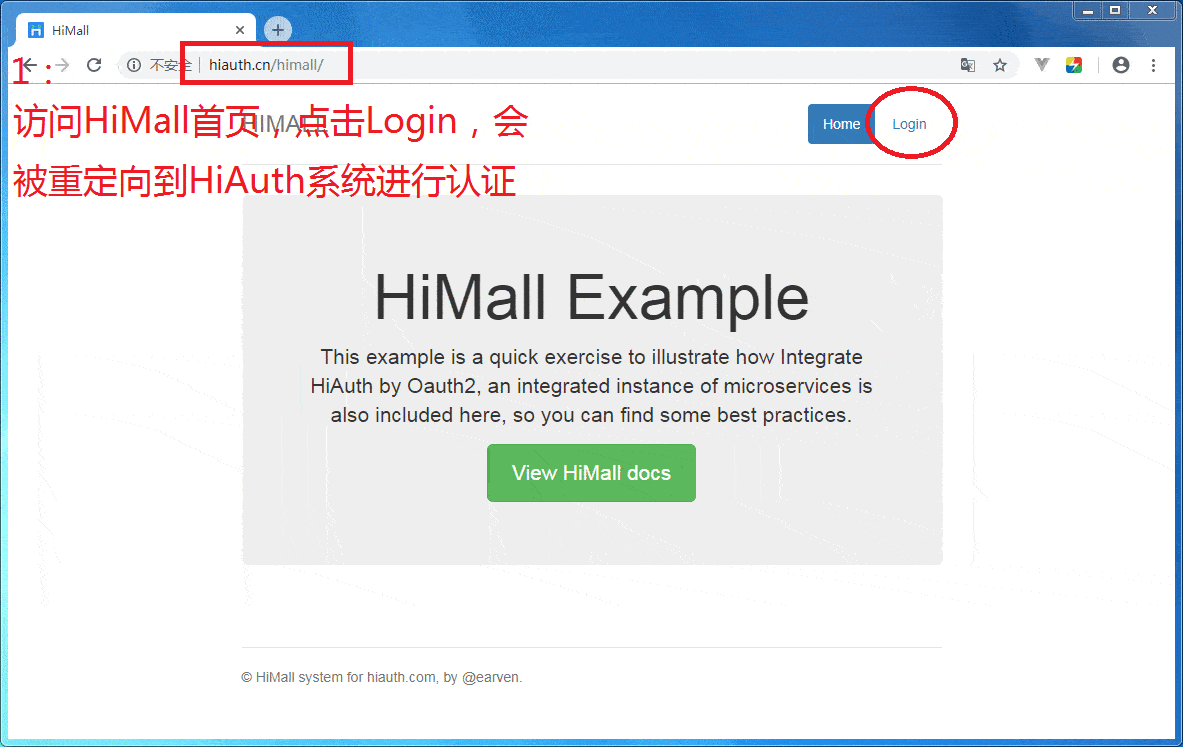 HiMall
不安全 | hiauth.cn/himall/
1：
访问HiMall首页，点击Login，会
被重定向到HiAuth系统进行认证
HIMALL
Home
Login
HiMall Example
This example is a quick exercise to illustrate how Integrate
HiAuth by Oauth2, an integrated instance of microservices is
also included here, so you can find some best practices.
View HiMall docs
© HiMall system for hiauth.com, by @earven.